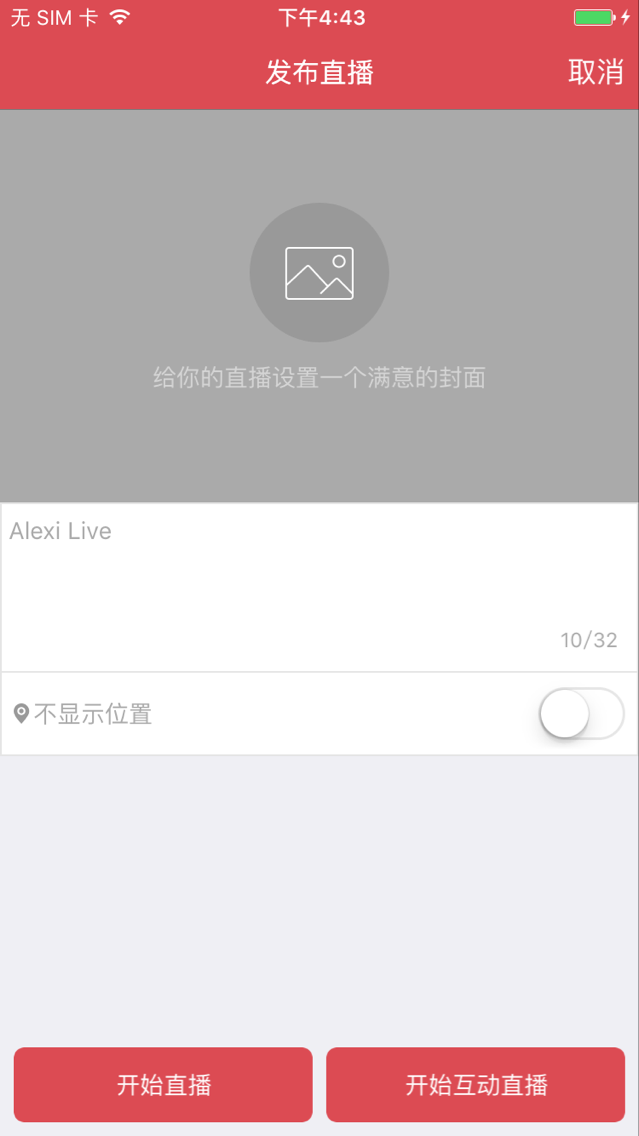 无 SIM 卡 下午4:43
发布直播 取消
给你的直播设置一个满意的封面
Alexi Live
10/32
不显示位置
开始直播 开始互动直播